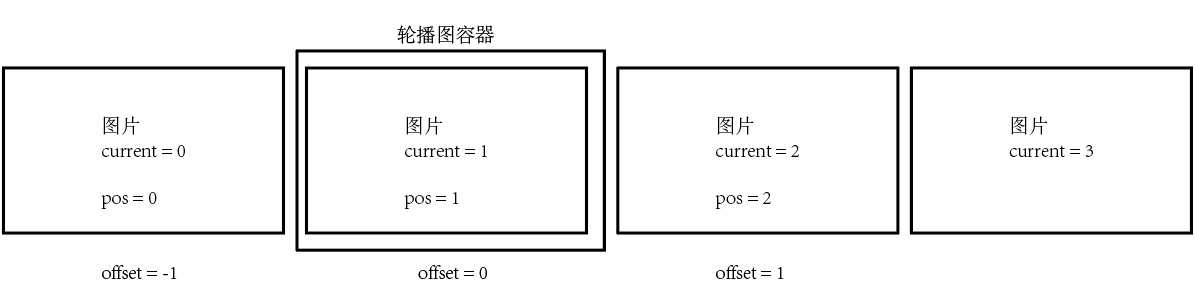 轮播图容器
图片
current = 0
pos = 0
offset = -1
图片
current = 1
pos = 1
offset = 0
图片
current = 2
pos = 2
offset = 1
图片
current = 3